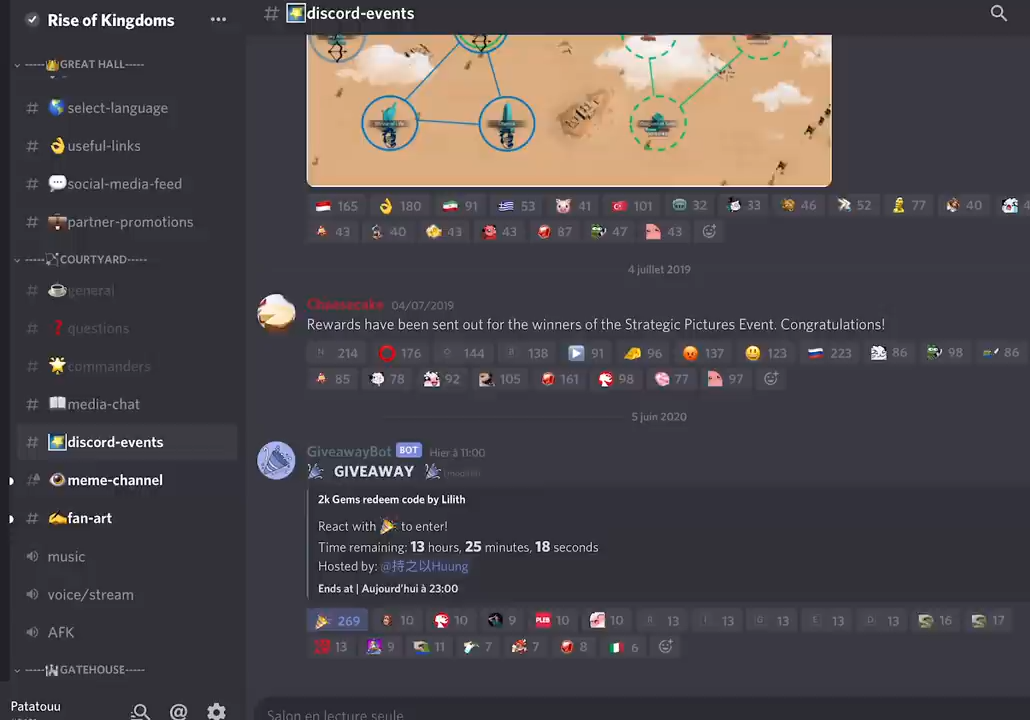 Rise of Kingdoms
discord-events
-----GREAT HALL-----
select-language
useful-links
social-media-feed
partner-promotions
-----COURTYARD-----
general
questions
commanders
media-chat
discord-events
meme-channel
fan-art
music
voice/stream
AFK
-----GATEHOUSE-----
Patatouu
165 180 91 53 41 101 32 33 46 52 77 40
43 40 43 43 87 47 43
4 juillet 2019
Cheesecake 04/07/2019
Rewards have been sent out for the winners of the Strategic Pictures Event. Congratulations!
N 214 176 O 144 B 138 91 96 137 123 223 86 98 86
85 78 92 105 161 98 77 97
5 juin 2020
GiveawayBot BOT Hier à 11:00
GIVEAWAY (modifié)
2k Gems redeem code by Lilith
React with to enter!
Time remaining: 13 hours, 25 minutes, 18 seconds
Hosted by: @持之以Huung
Ends at | Aujourd'hui à 23:00
269 10 10 9 PLEB 10 10 R 13 I 13 13 E 13 13 16 17
13 9 11 7 7 8 6
Salon en lecture seule